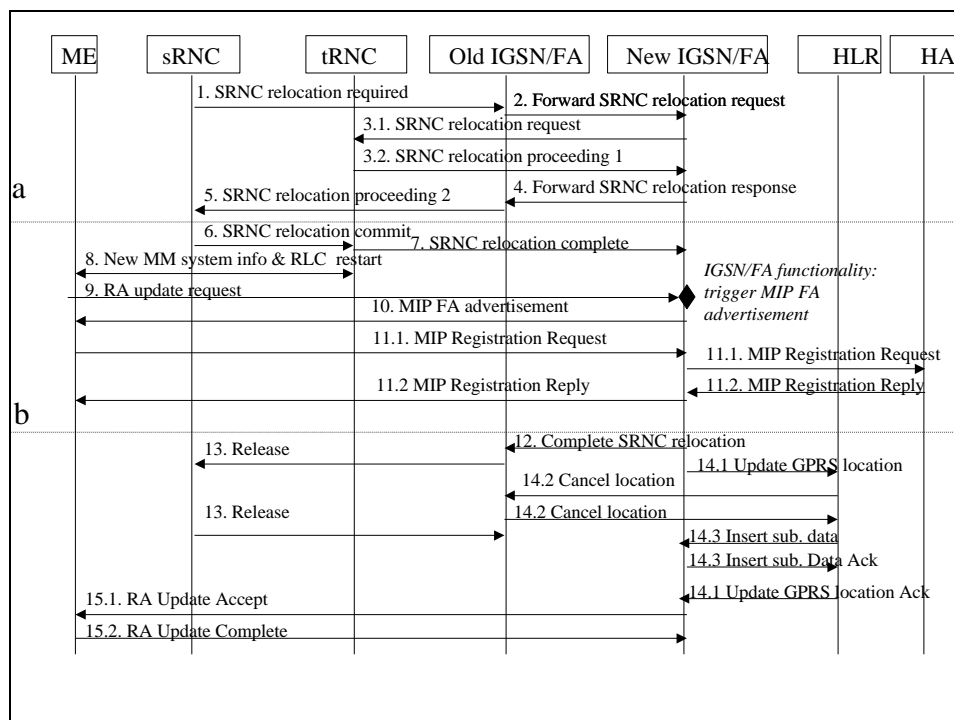 ME sRNC tRNC Old IGSN/FA New IGSN/FA HLR HA
1. SRNC relocation required
2. Forward SRNC relocation request
3.1. SRNC relocation request
3.2. SRNC relocation proceeding 1
a
4. Forward SRNC relocation response
5. SRNC relocation proceeding 2
6. SRNC relocation commit
7. SRNC relocation complete
8. New MM system info & RLC restart
IGSN/FA functionality:
trigger MIP FA
advertisement
9. RA update request
10. MIP FA advertisement
11.1. MIP Registration Request
11.1. MIP Registration Request
11.2 MIP Registration Reply
11.2. MIP Registration Reply
b
12. Complete SRNC relocation
13. Release
14.1 Update GPRS location
14.2 Cancel location
13. Release
14.2 Cancel location
14.3 Insert sub. data
14.3 Insert sub. Data Ack
14.1 Update GPRS location Ack
15.1. RA Update Accept
15.2. RA Update Complete